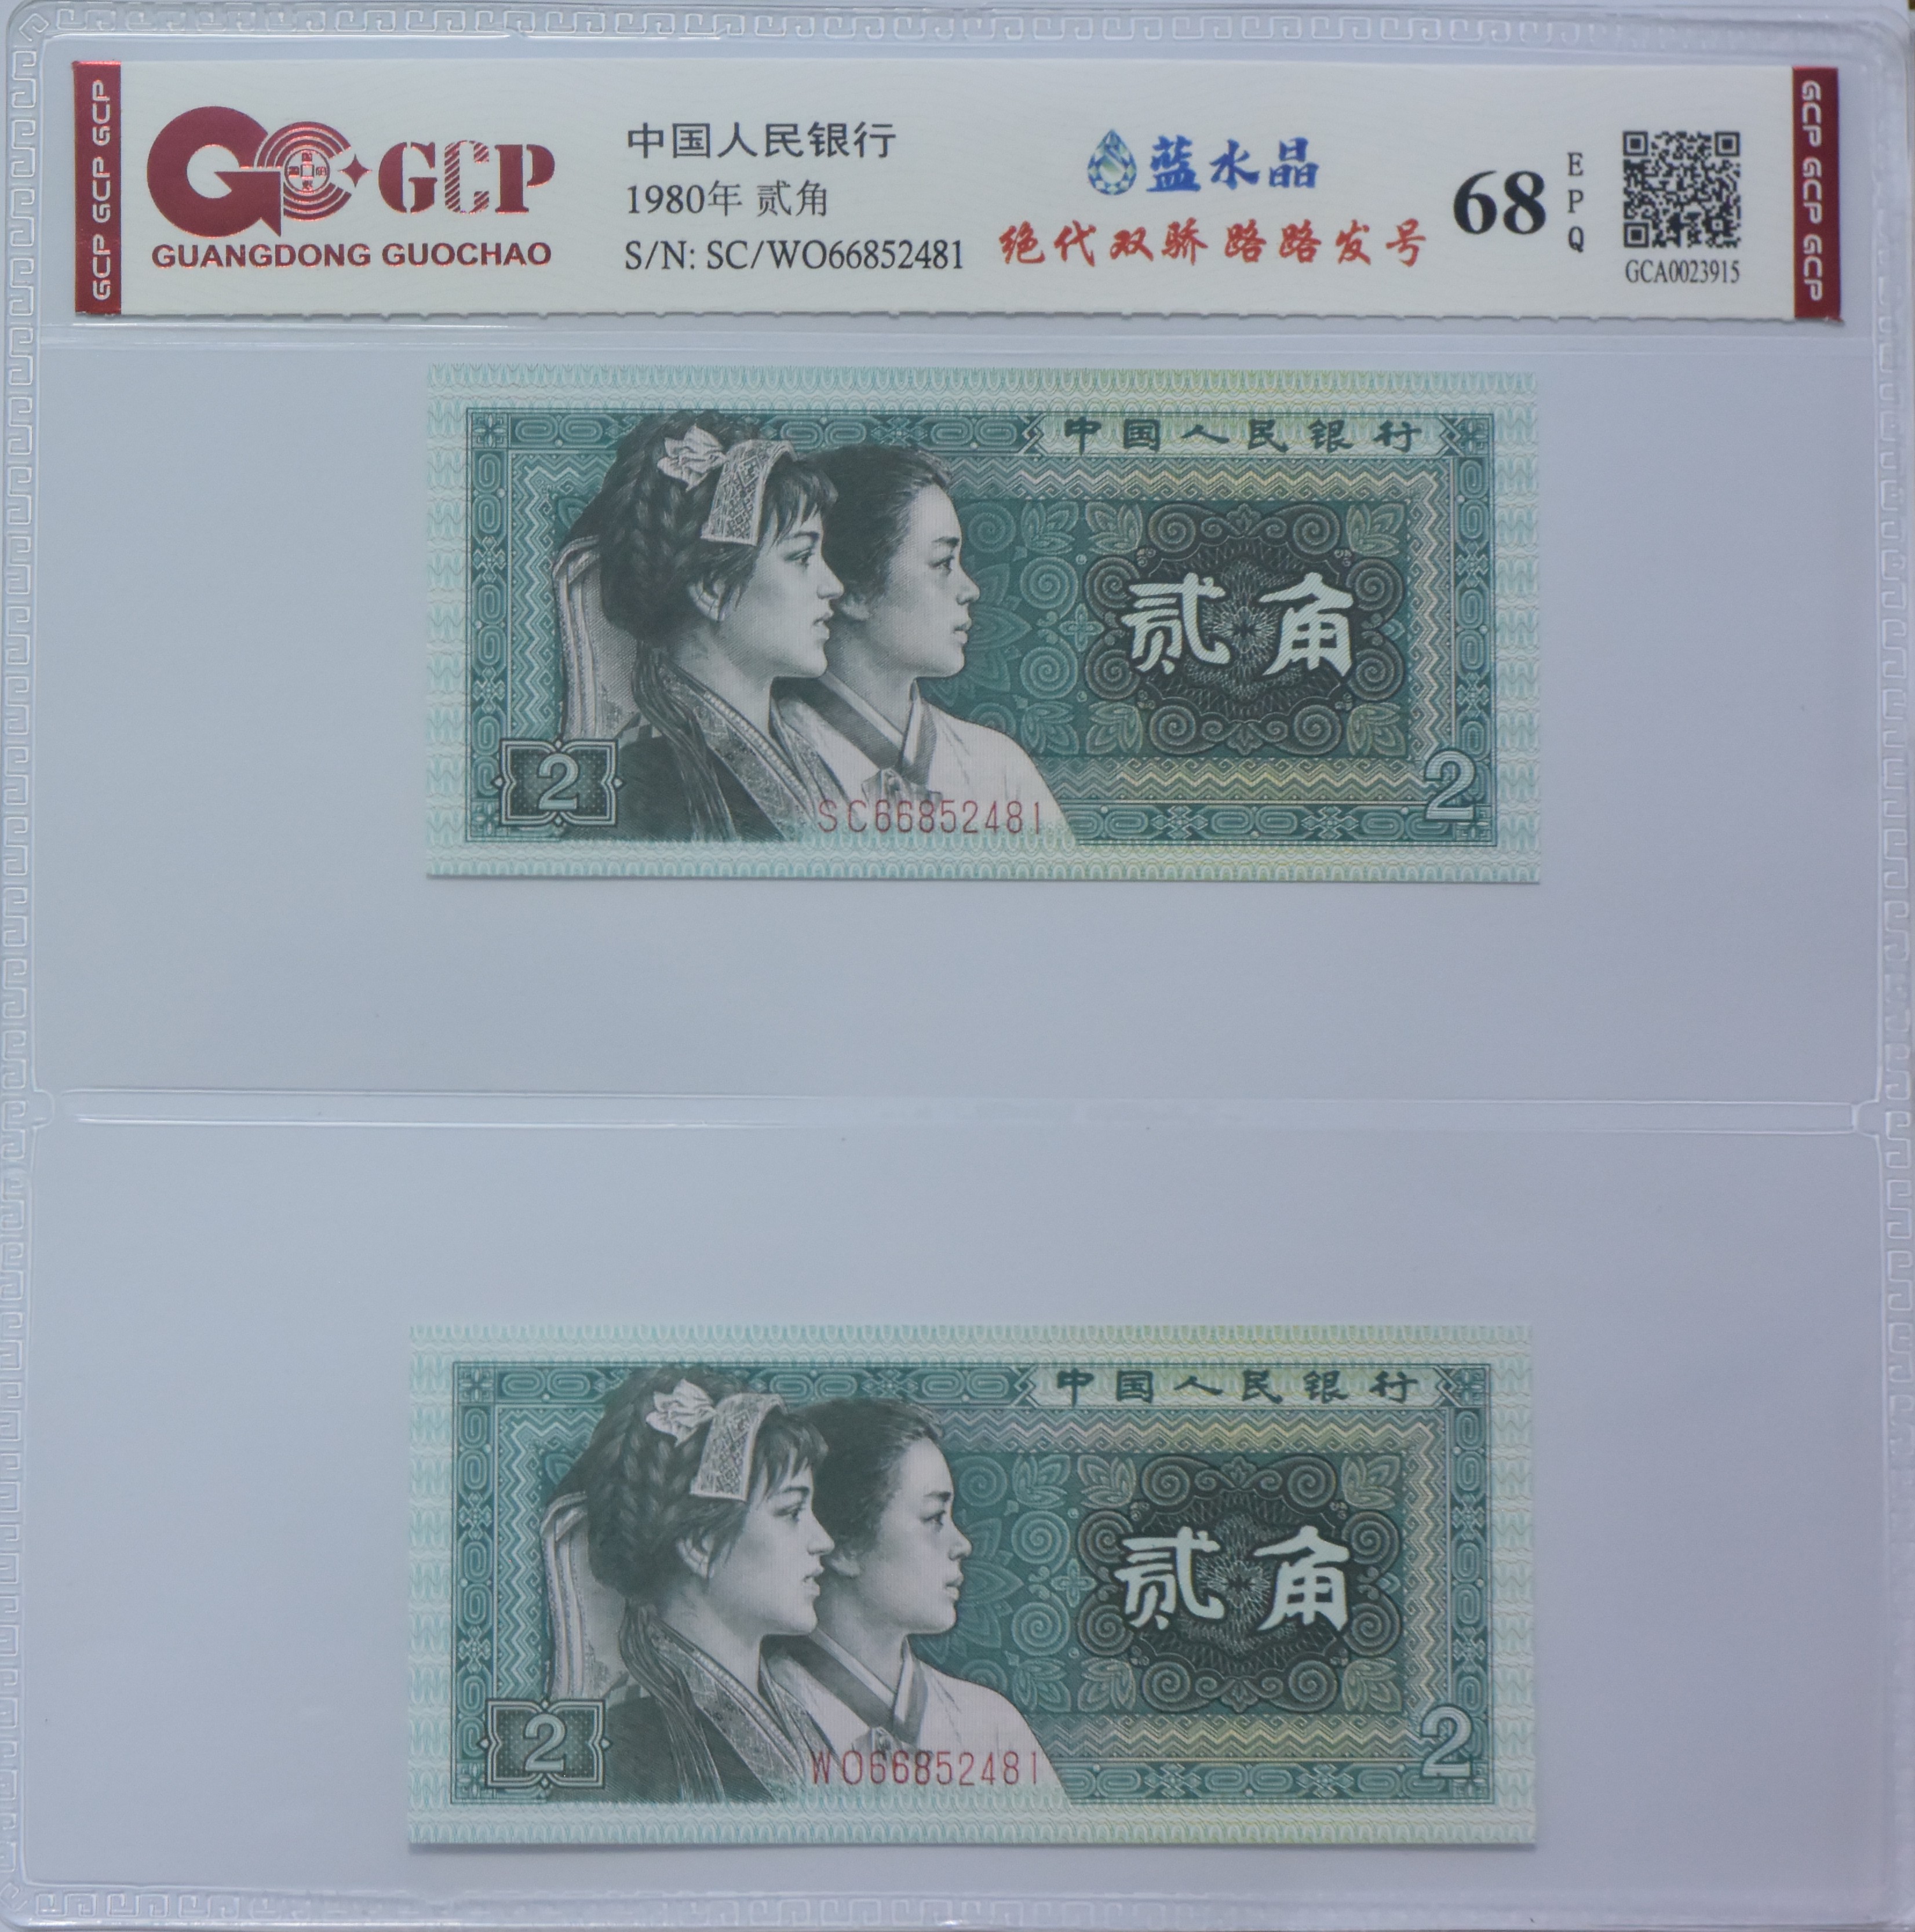 GCP GCP GCP
GCP
GUANGDONG GUOCHAO
中国人民银行
1980年 贰角
S/N: SC/WO66852481
蓝水晶
绝代双骄 路路发号
68
EPQ
GCA0023915
GCP GCP GCP
中国人民银行
贰角
2
SC66852481
2
中国人民银行
贰角
2
WO66852481
2